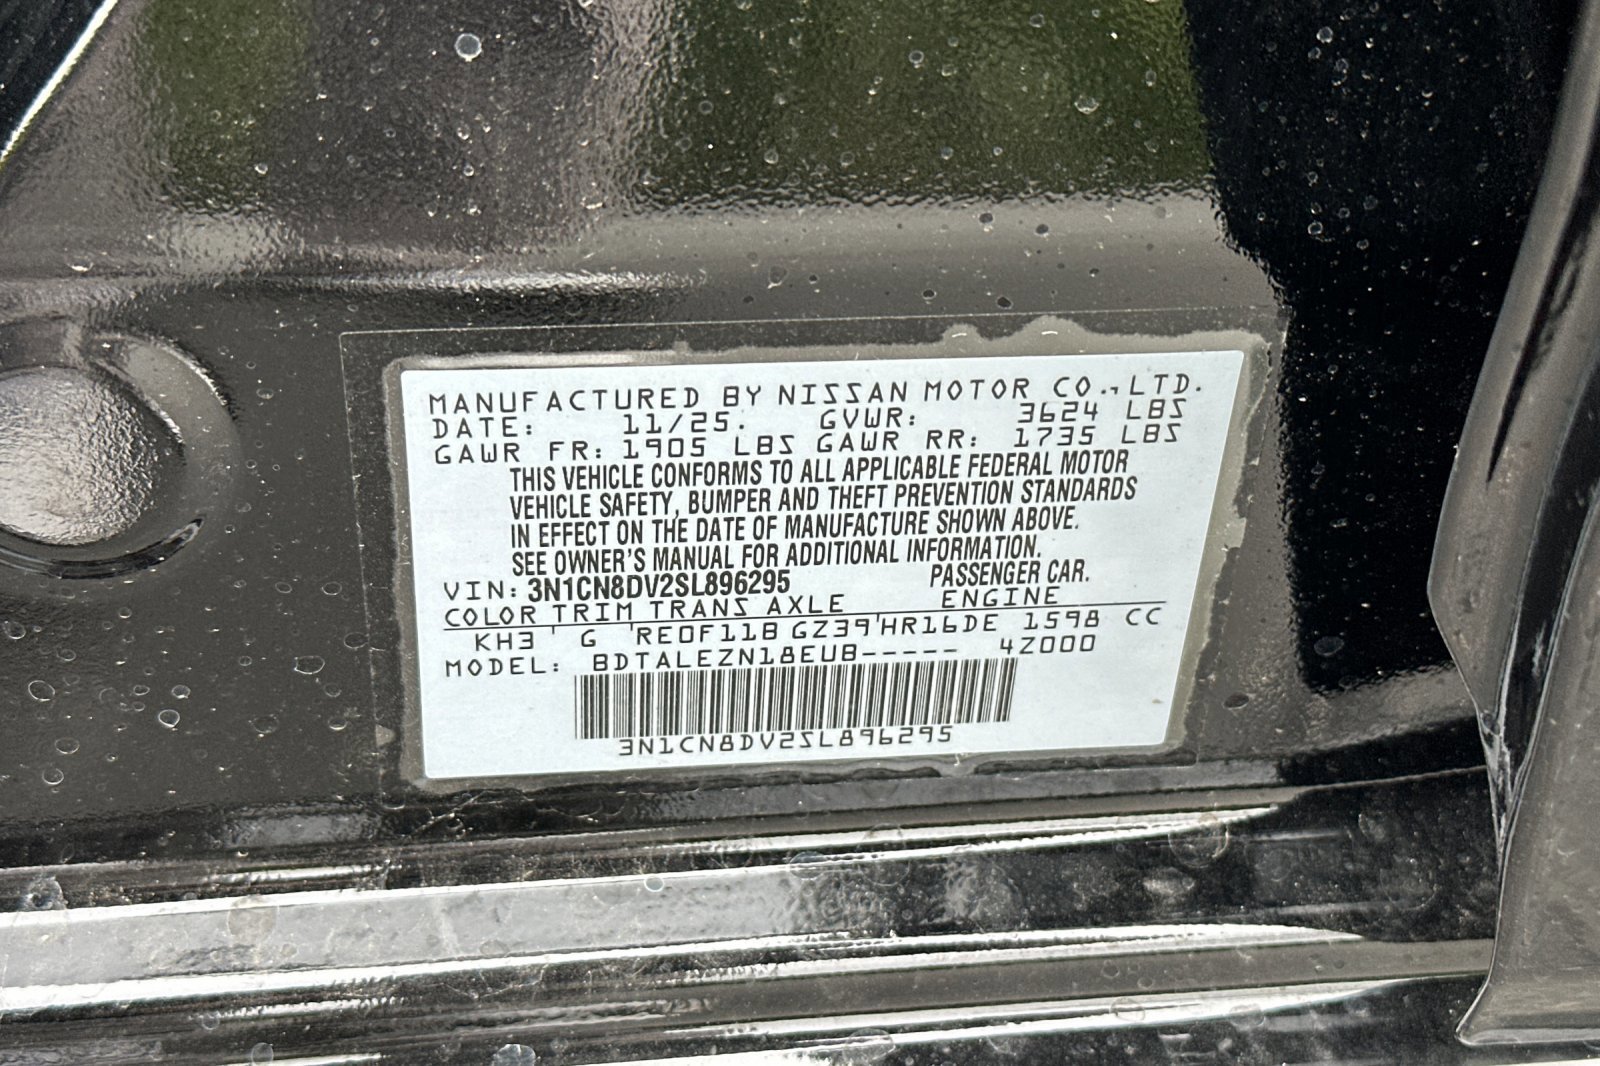 MANUFACTURED BY NISSAN MOTOR CO., LTD.
DATE: 11/25. GVWR: 3624 LBS
GAWR FR: 1905 LBS GAWR RR: 1735 LBS
THIS VEHICLE CONFORMS TO ALL APPLICABLE FEDERAL MOTOR
VEHICLE SAFETY, BUMPER AND THEFT PREVENTION STANDARDS
IN EFFECT ON THE DATE OF MANUFACTURE SHOWN ABOVE.
SEE OWNER'S MANUAL FOR ADDITIONAL INFORMATION.
VIN: 3N1CN8DV2SL896295 PASSENGER CAR.
COLOR TRIM TRANS AXLE ENGINE
KH3 ' G 'RE0F11B GZ39'HR16DE 1598 CC
MODEL: BDTALEZN18EUB----- 4Z000
3N1CN8DV2SL896295